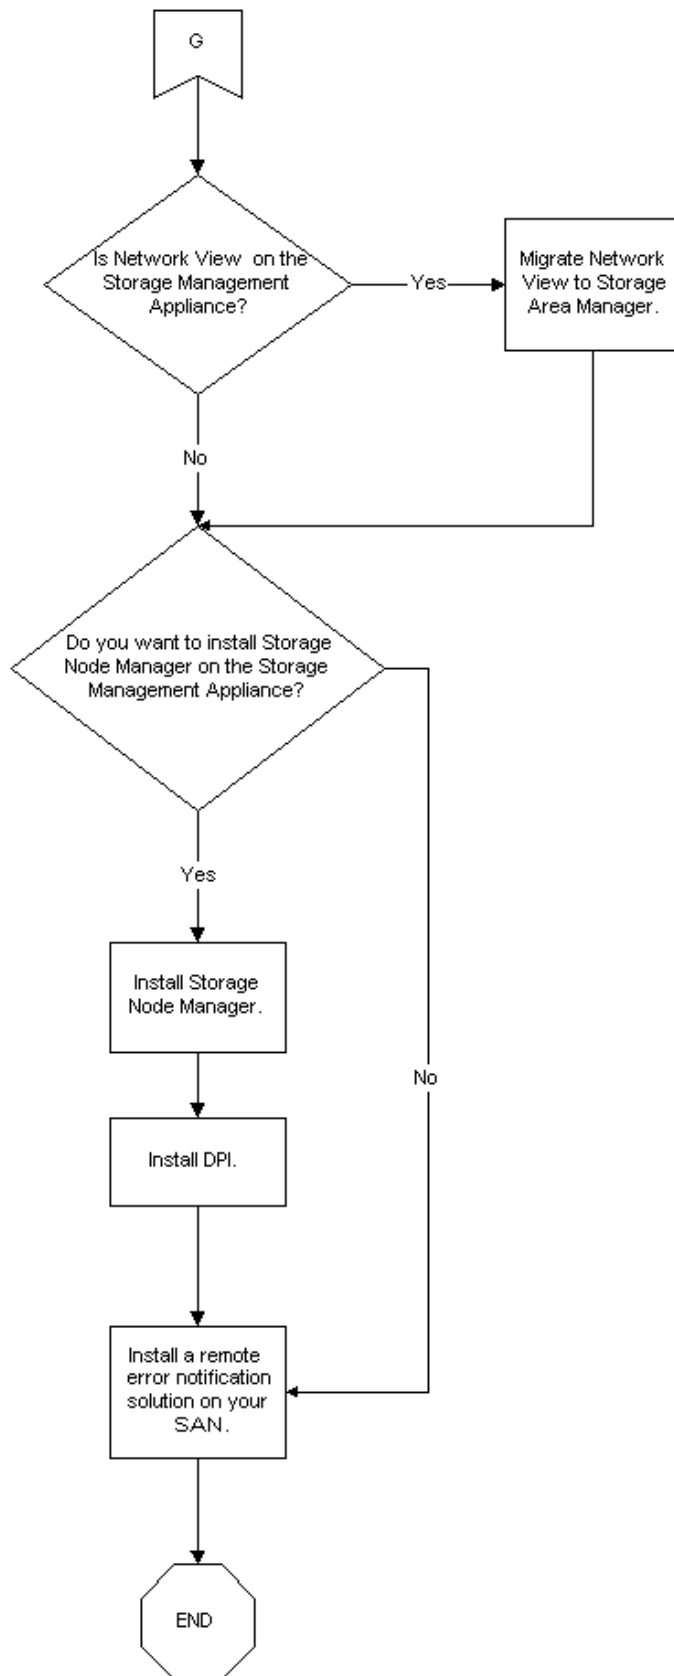 G
Is Network View on the
Storage Management
Appliance?
Yes
Migrate Network
View to Storage
Area Manager.
No
Do you want to install Storage
Node Manager on the Storage
Management Appliance?
Yes
Install Storage
Node Manager.
No
Install DPI.
Install a remote
error notification
solution on your
SAN.
END